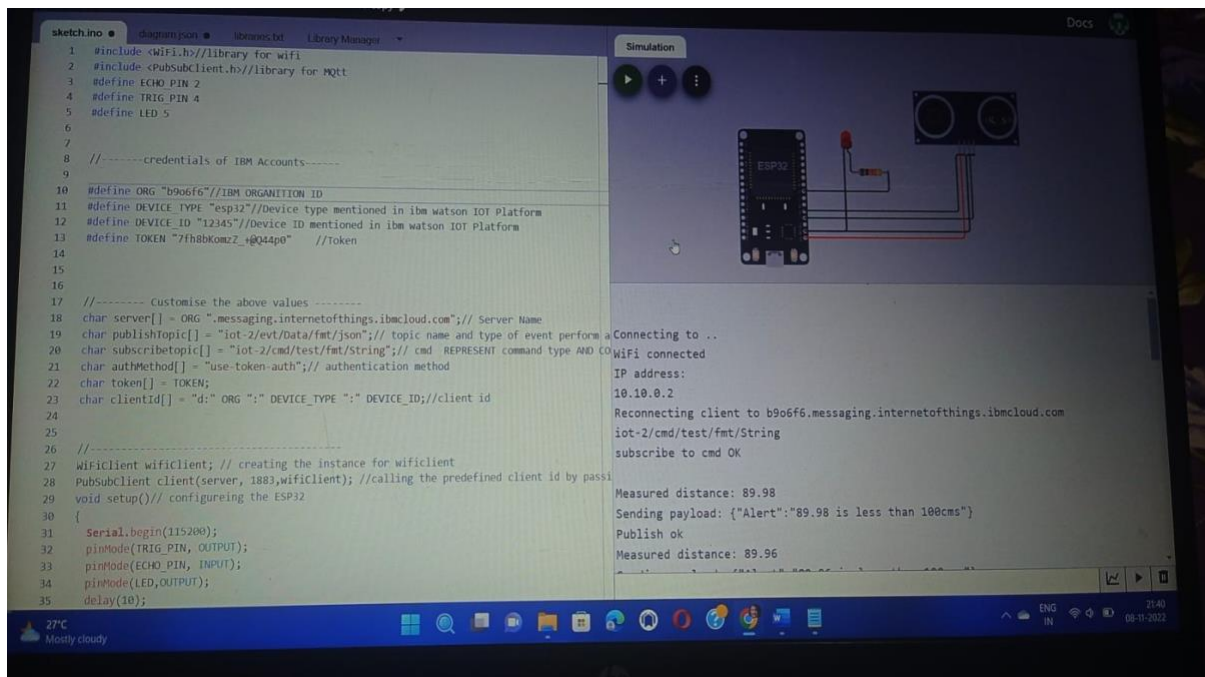 Docs
sketch.ino
diagram.json
libraries.txt
Library Manager
1 #include <WiFi.h>//library for wifi
2 #include <PubSubClient.h>//library for MQtt
3 #define ECHO_PIN 2
4 #define TRIG_PIN 4
5 #define LED 5
6
7
8 //-------credentials of IBM Accounts------
9
10 #define ORG "b9o6f6"//IBM ORGANITION ID
11 #define DEVICE_TYPE "esp32"//Device type mentioned in ibm watson IOT Platform
12 #define DEVICE_ID "12345"//Device ID mentioned in ibm watson IOT Platform
13 #define TOKEN "7fh8bKomzZ_+@Q44p0" //Token
14
15
16
17 //-------- Customise the above values --------
18 char server[] = ORG ".messaging.internetofthings.ibmcloud.com";// Server Name
19 char publishTopic[] = "iot-2/evt/Data/fmt/json";// topic name and type of event perform a
20 char subscribetopic[] = "iot-2/cmd/test/fmt/String";// cmd REPRESENT command type AND CO
21 char authMethod[] = "use-token-auth";// authentication method
22 char token[] = TOKEN;
23 char clientId[] = "d:" ORG ":" DEVICE_TYPE ":" DEVICE_ID;//client id
24
25
26 //-----------------------------------------
27 WiFiClient wifiClient; // creating the instance for wificlient
28 PubSubClient client(server, 1883,wifiClient); //calling the predefined client id by passi
29 void setup()// configureing the ESP32
30 {
31 Serial.begin(115200);
32 pinMode(TRIG_PIN, OUTPUT);
33 pinMode(ECHO_PIN, INPUT);
34 pinMode(LED,OUTPUT);
35 delay(10);
Simulation
ESP32
Connecting to ..
WiFi connected
IP address:
10.10.0.2
Reconnecting client to b9o6f6.messaging.internetofthings.ibmcloud.com
iot-2/cmd/test/fmt/String
subscribe to cmd OK
Measured distance: 89.98
Sending payload: {"Alert":"89.98 is less than 100cms"}
Publish ok
Measured distance: 89.96
27°C
Mostly cloudy
ENG
IN
21:40
08-11-2022